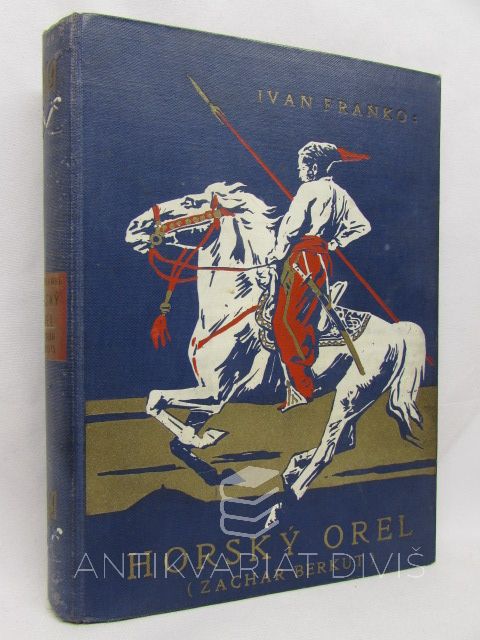 IVAN FRANKO:
HORSKÝ OREL
(ZACHAR BERKUT)
ANTIKVARIÁT DIVIŠ